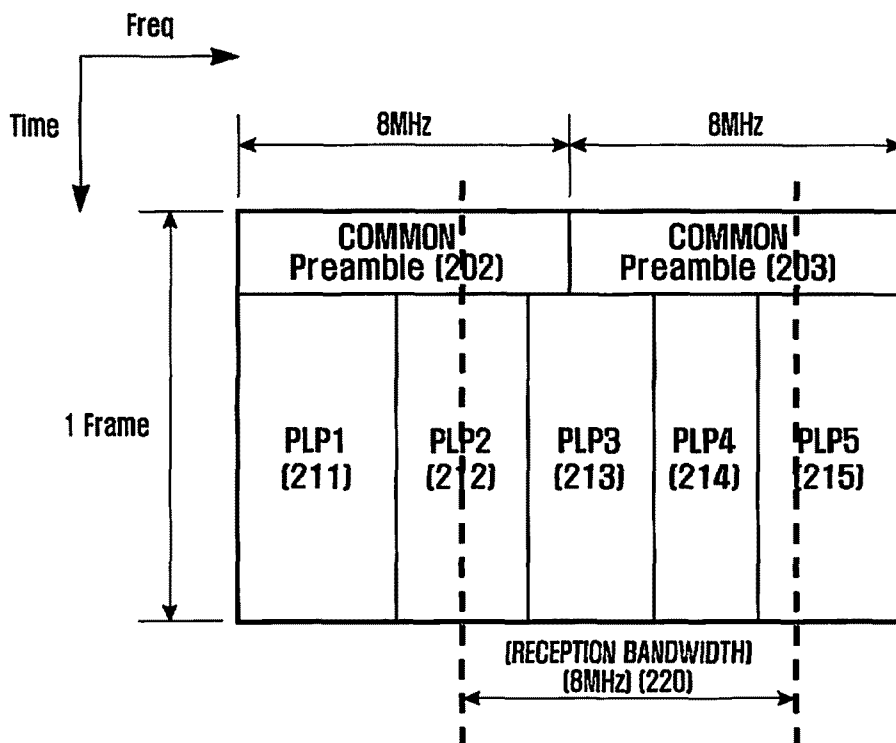 Freq
Time
8MHz
8MHz
COMMON
Preamble (202)
COMMON
Preamble (203)
1 Frame
PLP1
(211)
PLP2
(212)
PLP3
(213)
PLP4
(214)
PLP5
(215)
(RECEPTION BANDWIDTH)
(8MHz) (220)